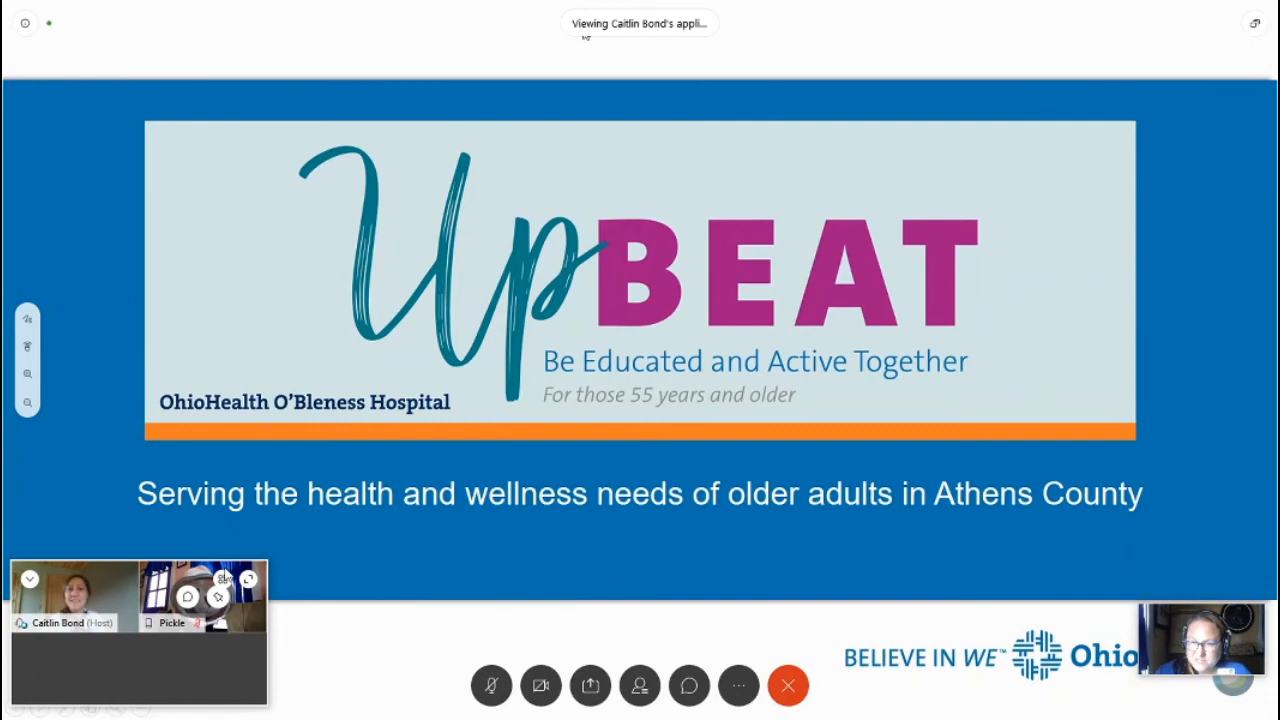 Viewing Caitlin Bond's appli...
UpBEAT
Be Educated and Active Together
For those 55 years and older
OhioHealth O'Bleness Hospital
Serving the health and wellness needs of older adults in Athens County
Caitlin Bond (Host)
Pickle
BELIEVE IN WE™ Ohio